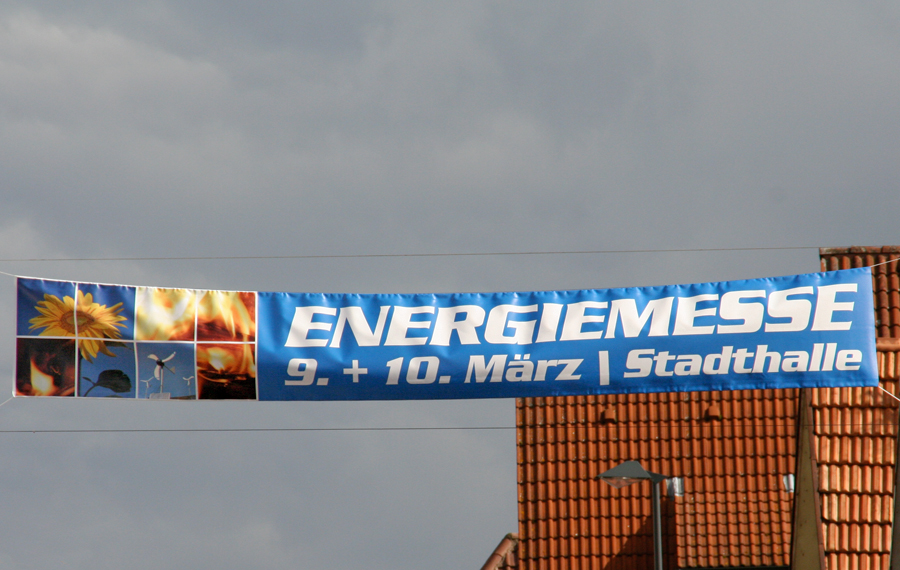 ENERGIEMESSE
9. + 10. März | Stadthalle